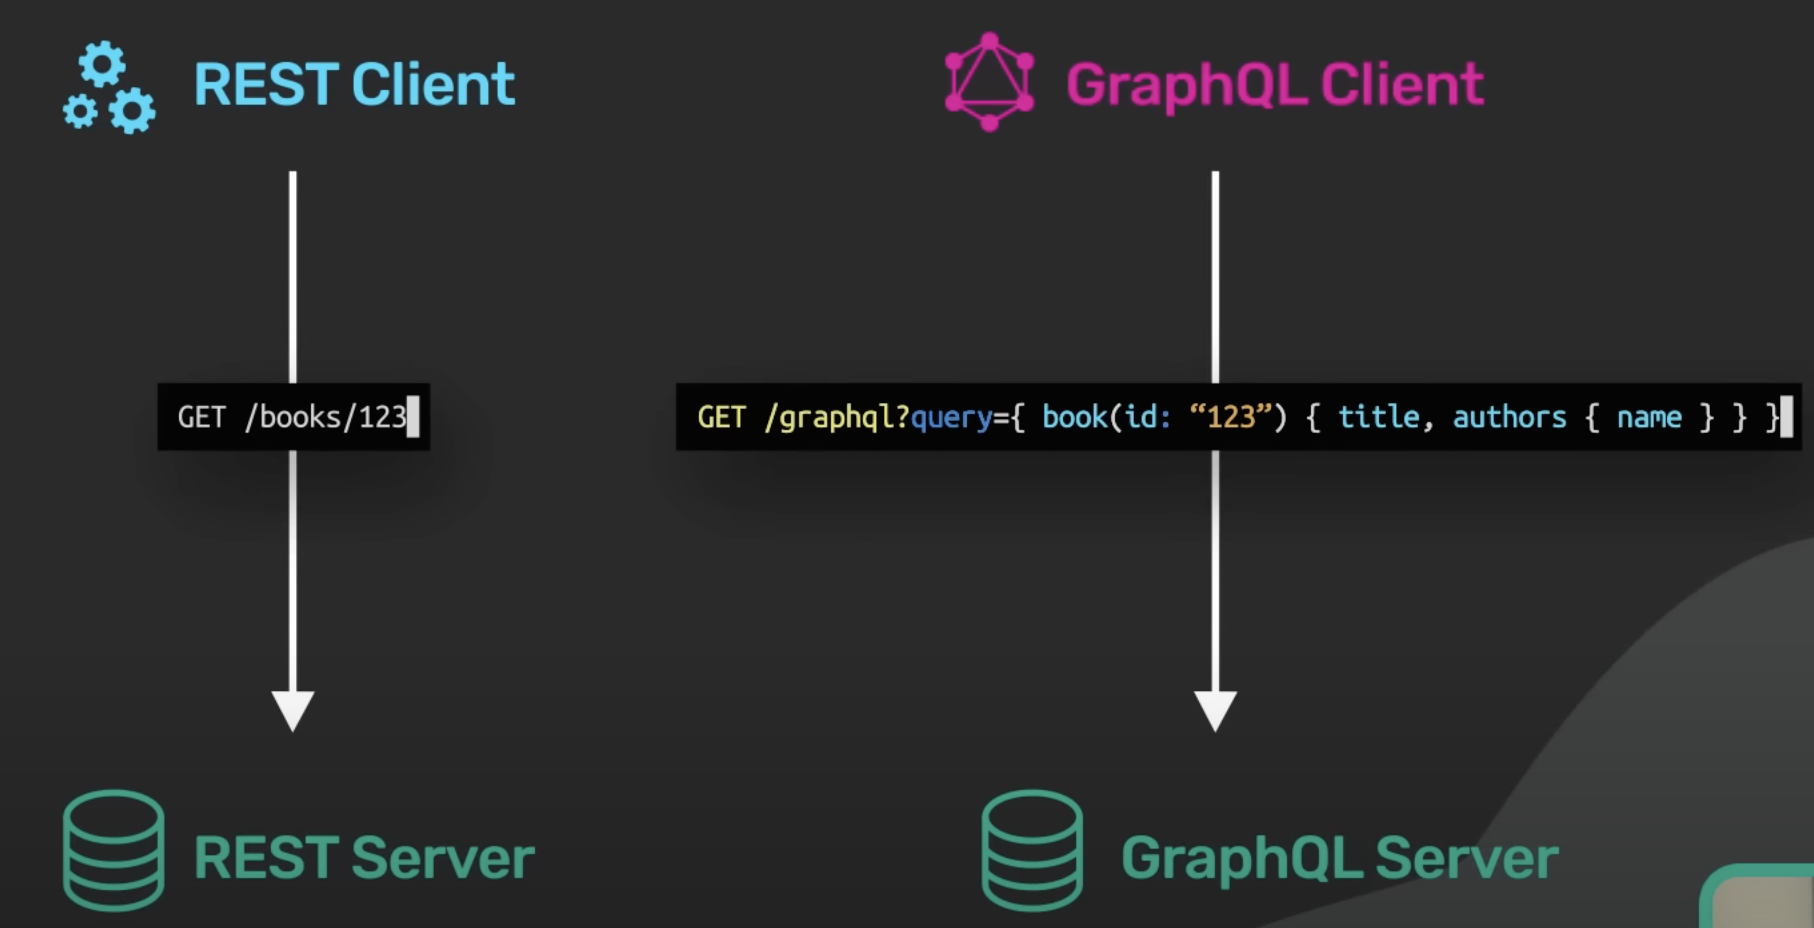 REST Client
GraphQL Client
GET /books/123
GET /graphql?query={ book(id: “123”) { title, authors { name } } }
REST Server
GraphQL Server